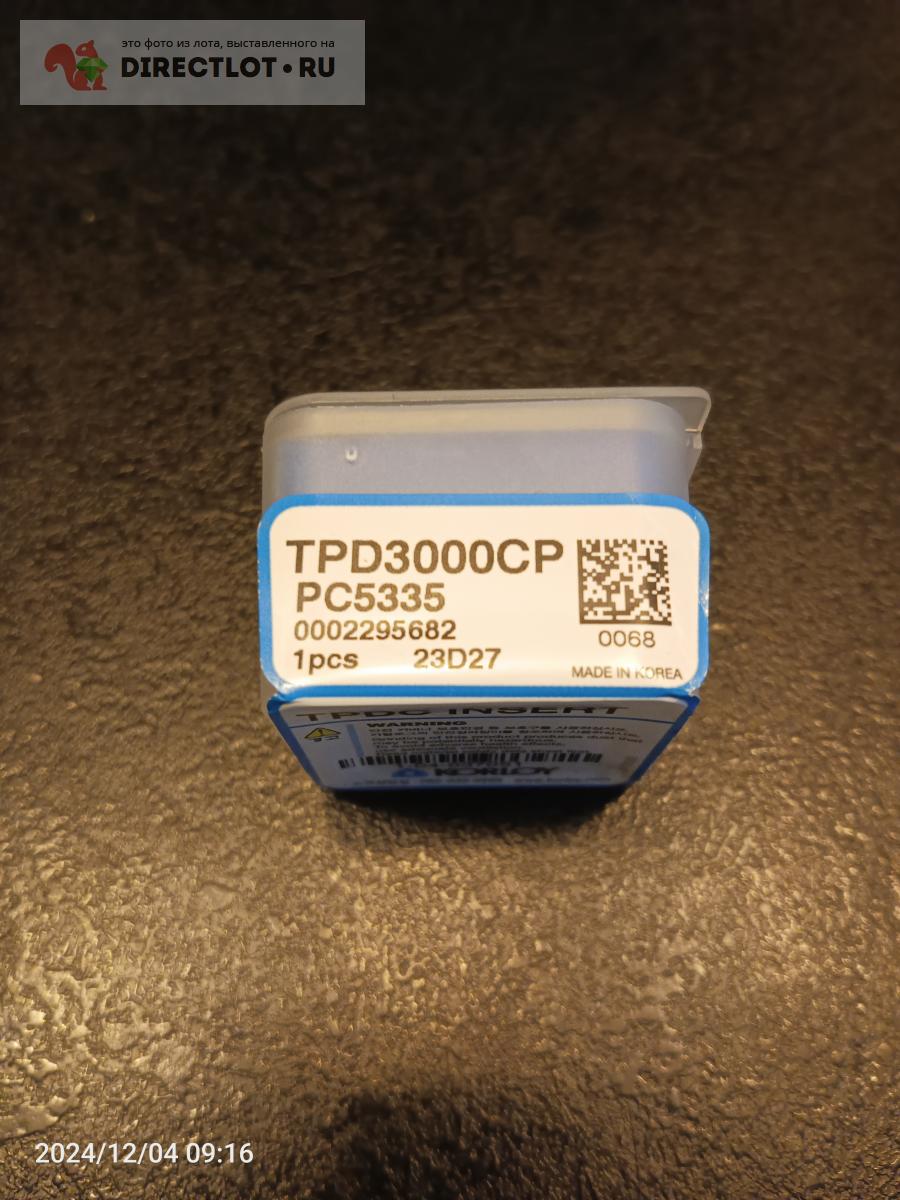 это фото из лота, выставленного на
DIRECTLOT • RU
TPD3000CP
PC5335
0002295682
1pcs 23D27
0068
MADE IN KOREA
TPDC INSERT
WARNING
KORLOY
2024/12/04 09:16